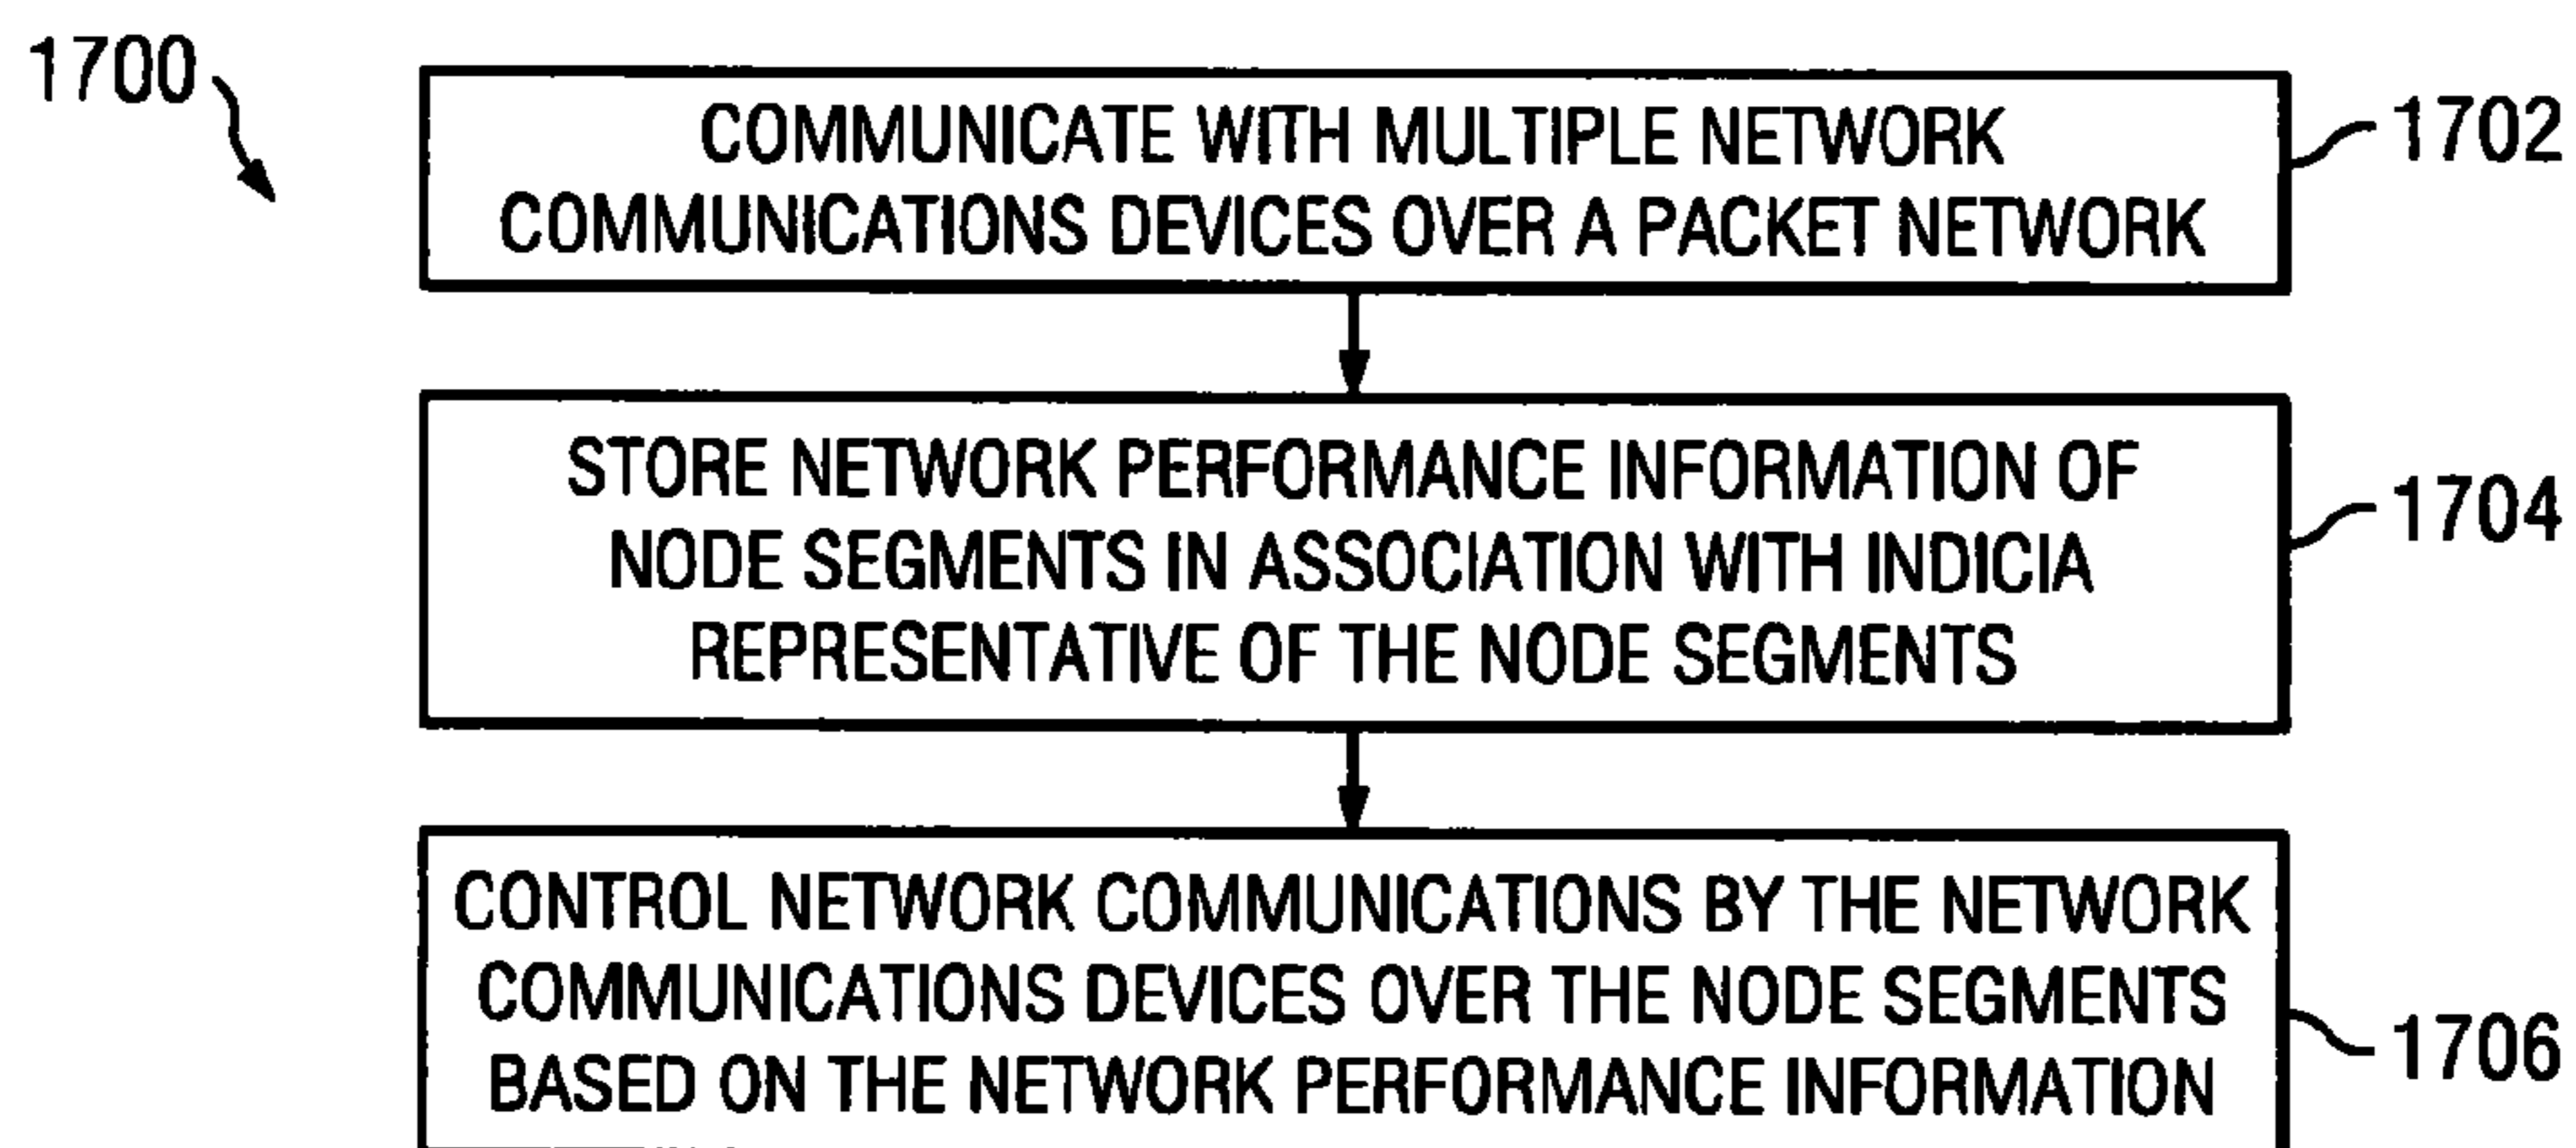 1700
COMMUNICATE WITH MULTIPLE NETWORK
COMMUNICATIONS DEVICES OVER A PACKET NETWORK
1702
STORE NETWORK PERFORMANCE INFORMATION OF
NODE SEGMENTS IN ASSOCIATION WITH INDICIA
REPRESENTATIVE OF THE NODE SEGMENTS
1704
CONTROL NETWORK COMMUNICATIONS BY THE NETWORK
COMMUNICATIONS DEVICES OVER THE NODE SEGMENTS
BASED ON THE NETWORK PERFORMANCE INFORMATION
1706